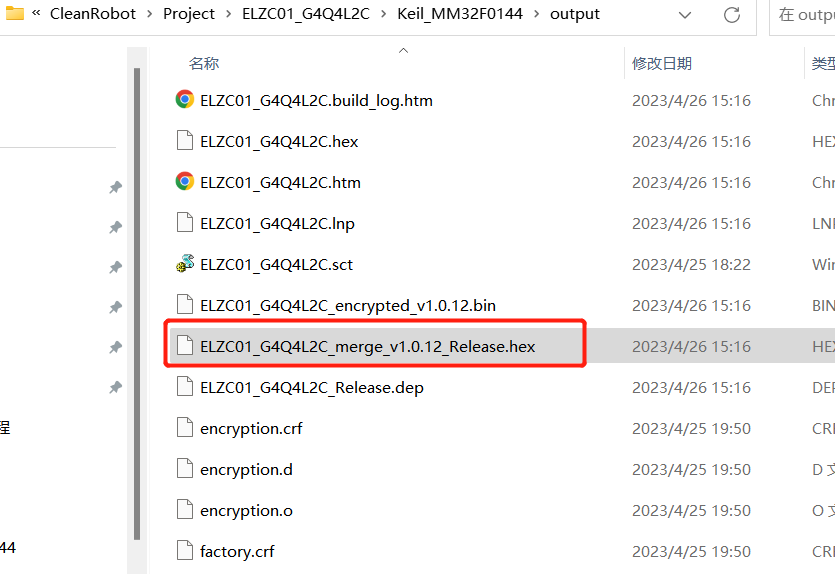 « CleanRobot › Project › ELZC01_G4Q4L2C › Keil_MM32F0144 › output 在 outpu
名称 修改日期 类型
ELZC01_G4Q4L2C.build_log.htm 2023/4/26 15:16 Chr
ELZC01_G4Q4L2C.hex 2023/4/26 15:16 HE
ELZC01_G4Q4L2C.htm 2023/4/26 15:16 Chr
ELZC01_G4Q4L2C.lnp 2023/4/26 15:16 LN
ELZC01_G4Q4L2C.sct 2023/4/25 18:22 Win
ELZC01_G4Q4L2C_encrypted_v1.0.12.bin 2023/4/26 15:16 BIN
ELZC01_G4Q4L2C_merge_v1.0.12_Release.hex 2023/4/26 15:16 HE
ELZC01_G4Q4L2C_Release.dep 2023/4/26 15:16 DE
encryption.crf 2023/4/25 19:50 CR
程
encryption.d 2023/4/25 19:50 D 文
encryption.o 2023/4/25 19:50 O 文
44
factory.crf 2023/4/25 19:50 CR